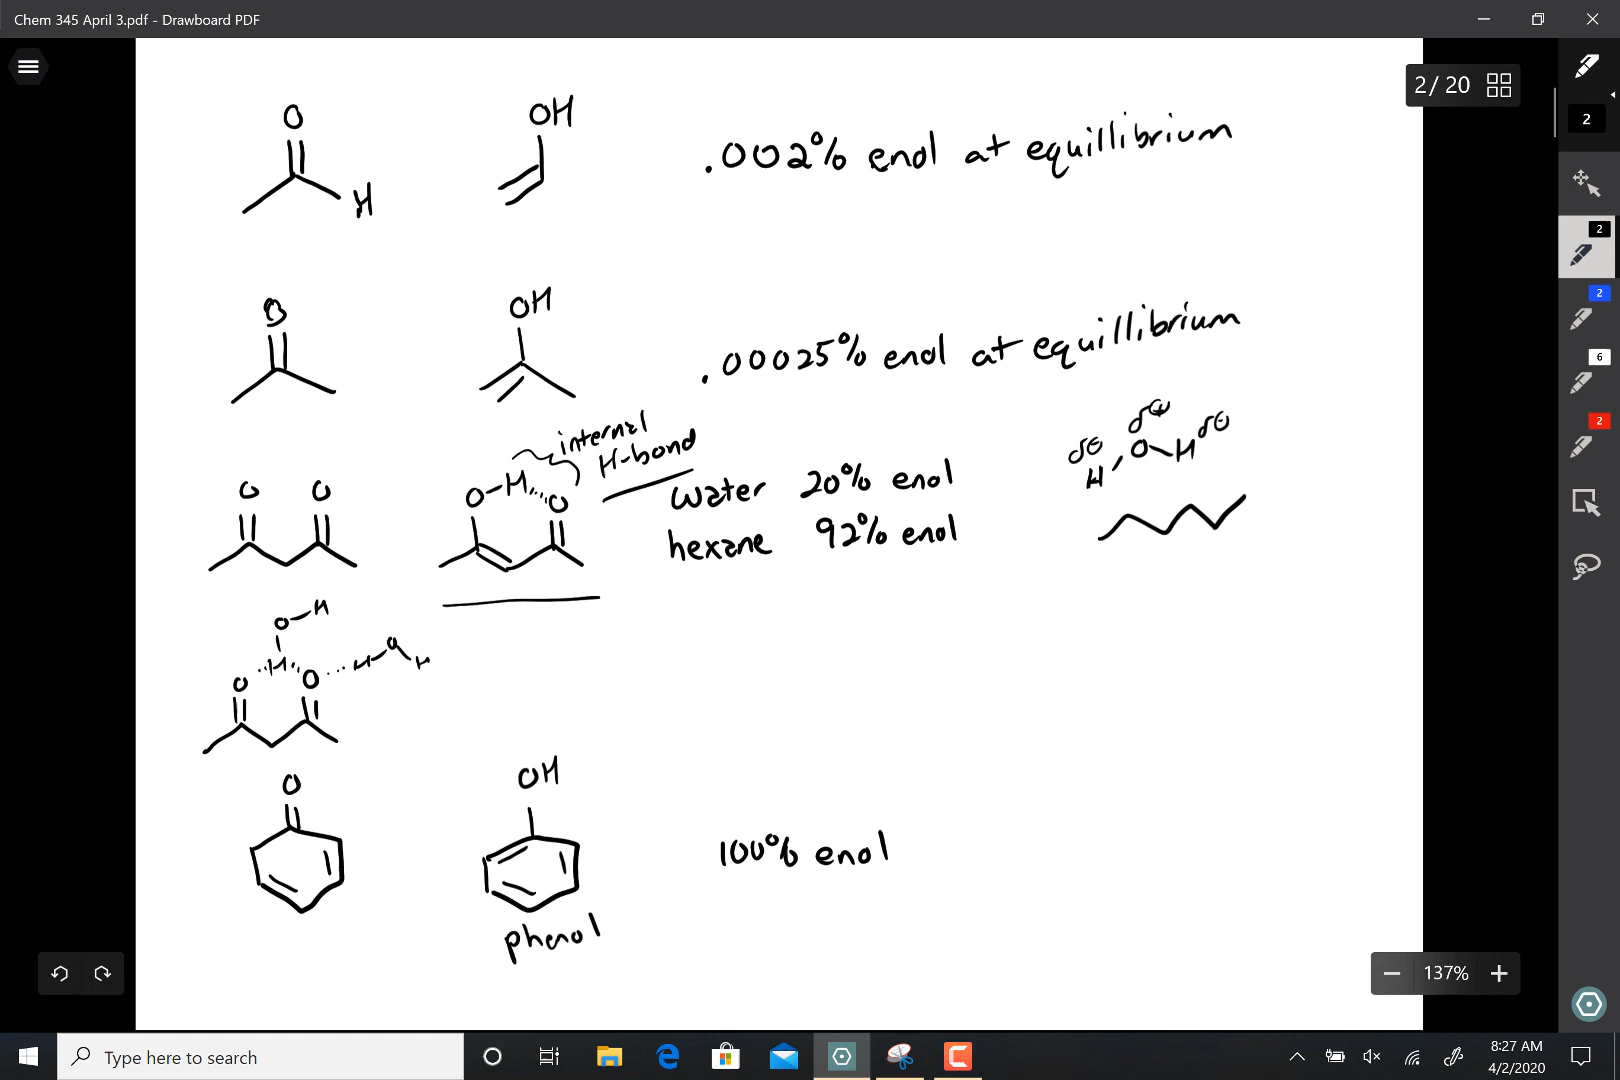 Chem 345 April 3.pdf - Drawboard PDF
2 / 20
O
OH
H
.002% enol at equillibrium
2
2
2
6
2
O
OH
.00025% enol at equillibrium
internal
H-bond
δ⊕
δ⊖
δ⊖
H O H
O O
O-H O
water 20% enol
hexane 92% enol
O-H
H O H
O H
O
O
OH
100% enol
phenol
137%
Type here to search
8:27 AM
4/2/2020